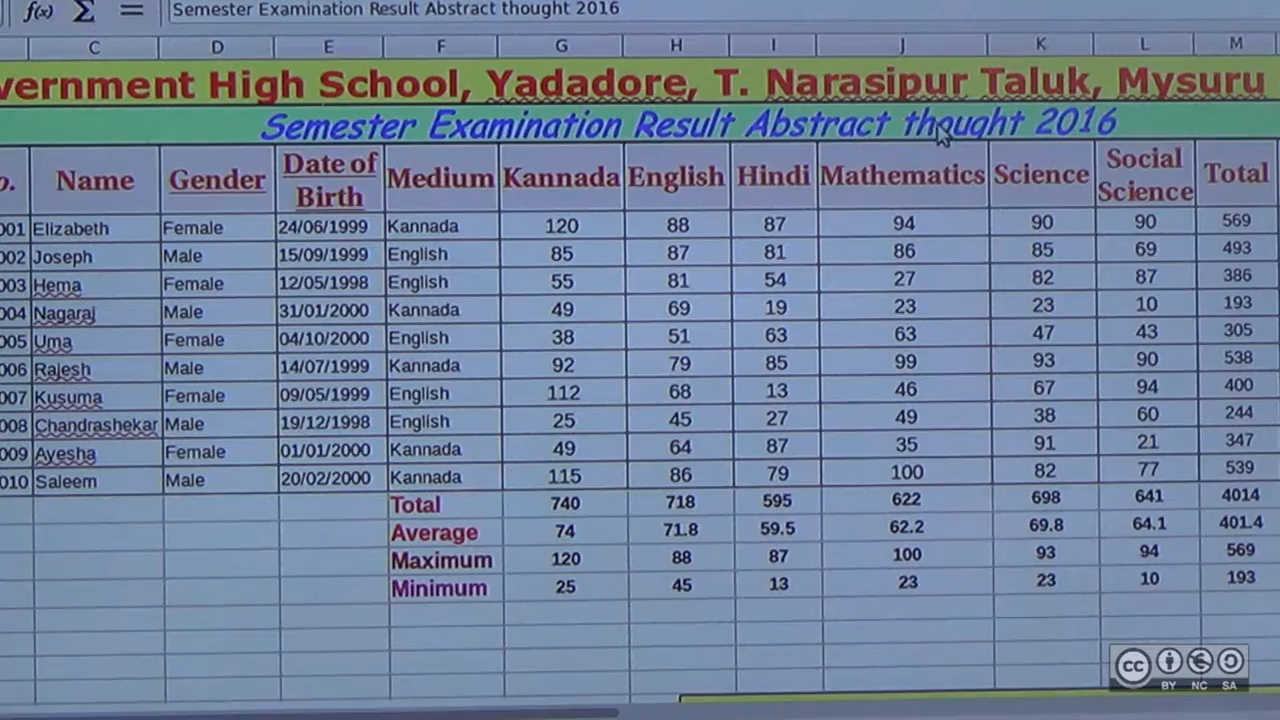 f(x) Σ = Semester Examination Result Abstract thought 2016
C D E F G H I J K L M
vernment High School, Yadadore, T. Narasipur Taluk, Mysuru
Semester Examination Result Abstract thought 2016
o. Name Gender Date of Birth Medium Kannada English Hindi Mathematics Science Social Science Total
001 Elizabeth Female 24/06/1999 Kannada 120 88 87 94 90 90 569
002 Joseph Male 15/09/1999 English 85 87 81 86 85 69 493
003 Hema Female 12/05/1998 English 55 81 54 27 82 87 386
004 Nagaraj Male 31/01/2000 Kannada 49 69 19 23 23 10 193
005 Uma Female 04/10/2000 English 38 51 63 63 47 43 305
006 Rajesh Male 14/07/1999 Kannada 92 79 85 99 93 90 538
007 Kusuma Female 09/05/1999 English 112 68 13 46 67 94 400
008 Chandrashekar Male 19/12/1998 English 25 45 27 49 38 60 244
009 Ayesha Female 01/01/2000 Kannada 49 64 87 35 91 21 347
010 Saleem Male 20/02/2000 Kannada 115 86 79 100 82 77 539
Total 740 718 595 622 698 641 4014
Average 74 71.8 59.5 62.2 69.8 64.1 401.4
Maximum 120 88 87 100 93 94 569
Minimum 25 45 13 23 23 10 193
cc BY NC SA